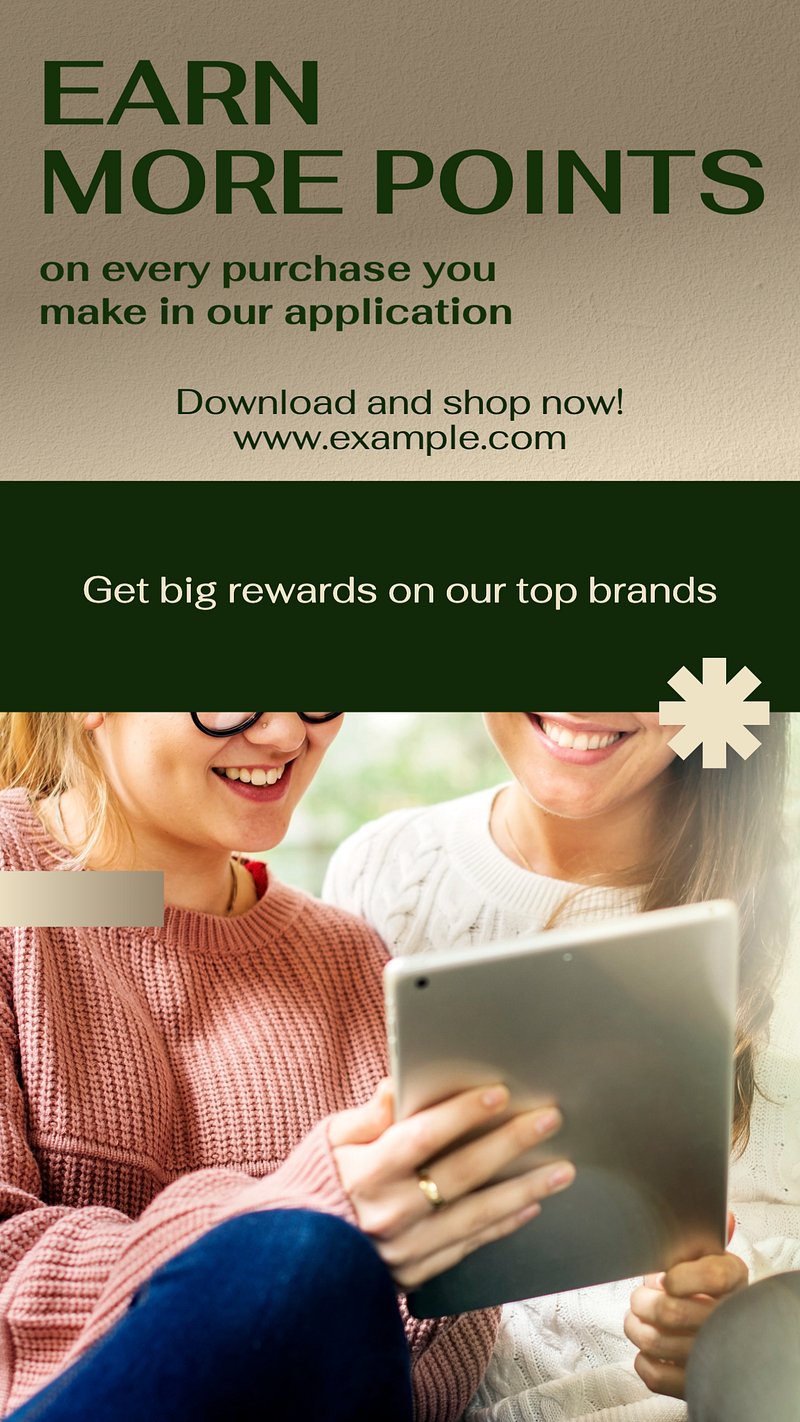 EARN
MORE POINTS
on every purchase you
make in our application
Download and shop now!
www.example.com
Get big rewards on our top brands